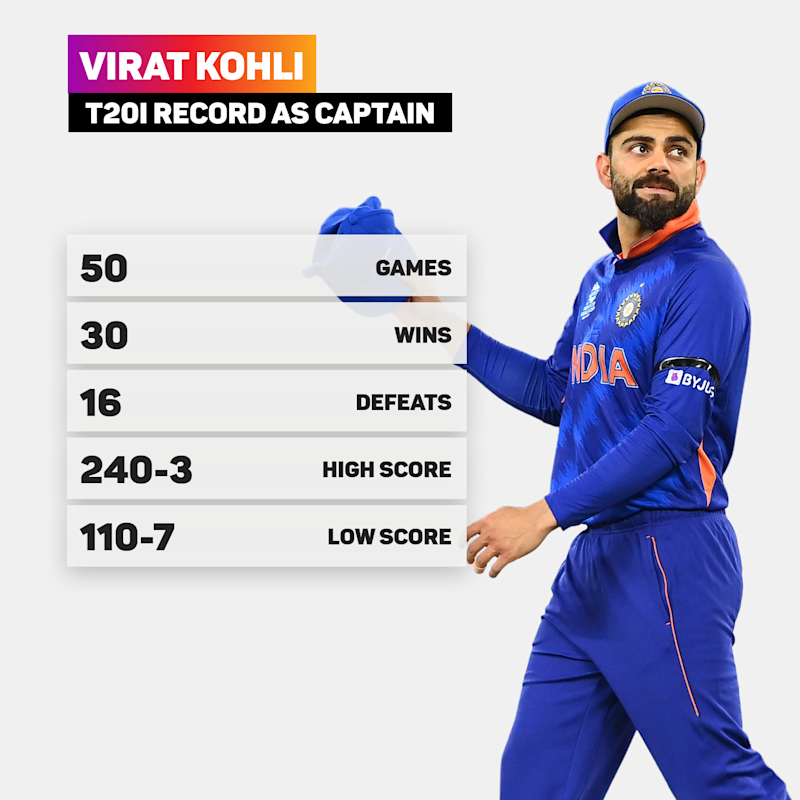 VIRAT KOHLI
T20I RECORD AS CAPTAIN
50 GAMES
30 WINS
16 DEFEATS
240-3 HIGH SCORE
110-7 LOW SCORE
INDIA
BYJU'S